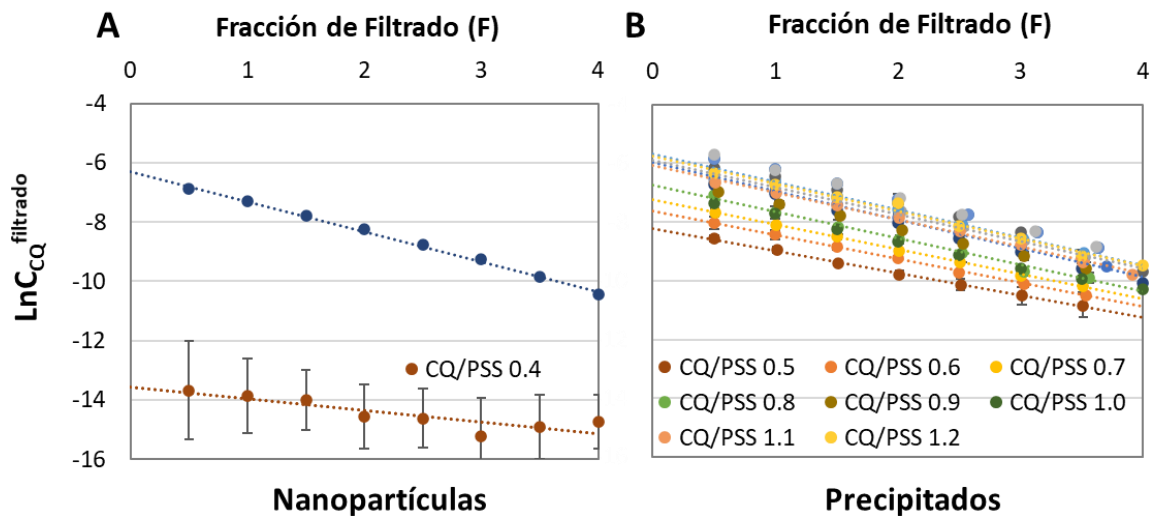 A
Fracción de Filtrado (F)
0 1 2 3 4
-4
-6
-8
-10
-12
-14
-16
LnC_CQ^filtrado
CQ/PSS 0.4
Nanopartículas
B
Fracción de Filtrado (F)
0 1 2 3 4
CQ/PSS 0.5 CQ/PSS 0.6 CQ/PSS 0.7
CQ/PSS 0.8 CQ/PSS 0.9 CQ/PSS 1.0
CQ/PSS 1.1 CQ/PSS 1.2
Precipitados